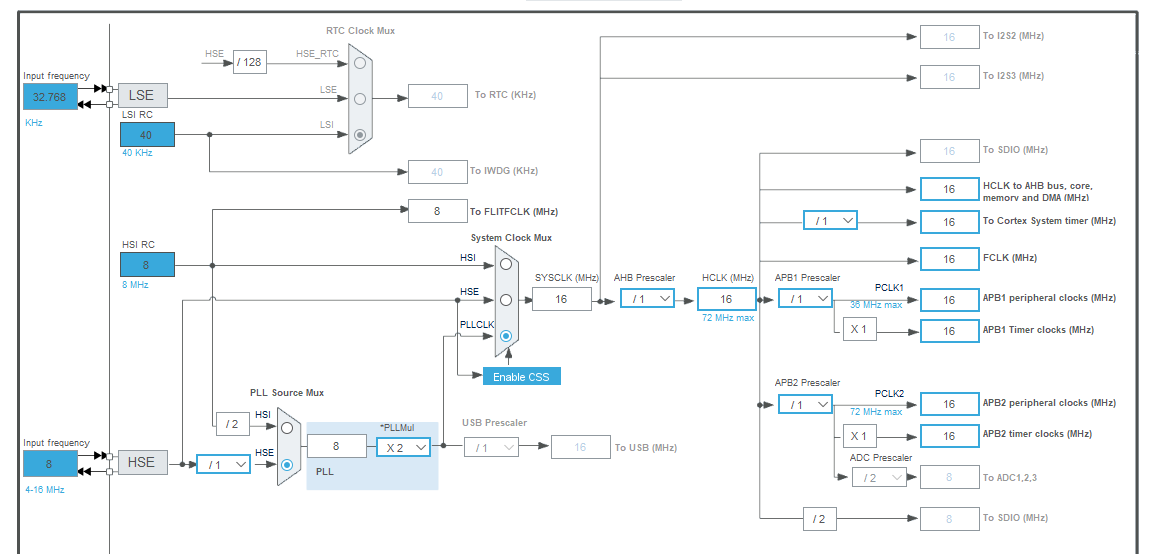 RTC Clock Mux
HSE
/ 128
HSE_RTC
16
To I2S2 (MHz)
16
To I2S3 (MHz)
Input frequency
32.768
KHz
LSE
LSE
40
To RTC (KHz)
LSI RC
40
40 KHz
LSI
40
To IWDG (KHz)
8
To FLITFCLK (MHz)
HSI RC
8
8 MHz
System Clock Mux
HSI
HSE
PLLCLK
Enable CSS
SYSCLK (MHz)
16
AHB Prescaler
/ 1
HCLK (MHz)
16
72 MHz max
16
To SDIO (MHz)
16
HCLK to AHB bus, core,
memory and DMA (MHz)
/ 1
16
To Cortex System timer (MHz)
16
FCLK (MHz)
APB1 Prescaler
/ 1
PCLK1
36 MHz max
16
APB1 peripheral clocks (MHz)
X 1
16
APB1 Timer clocks (MHz)
APB2 Prescaler
/ 1
PCLK2
72 MHz max
16
APB2 peripheral clocks (MHz)
X 1
16
APB2 timer clocks (MHz)
ADC Prescaler
/ 2
8
To ADC1,2,3
/ 2
8
To SDIO (MHz)
PLL Source Mux
/ 2
HSI
HSE
Input frequency
8
4-16 MHz
HSE
/ 1
8
*PLLMul
X 2
PLL
USB Prescaler
/ 1
16
To USB (MHz)